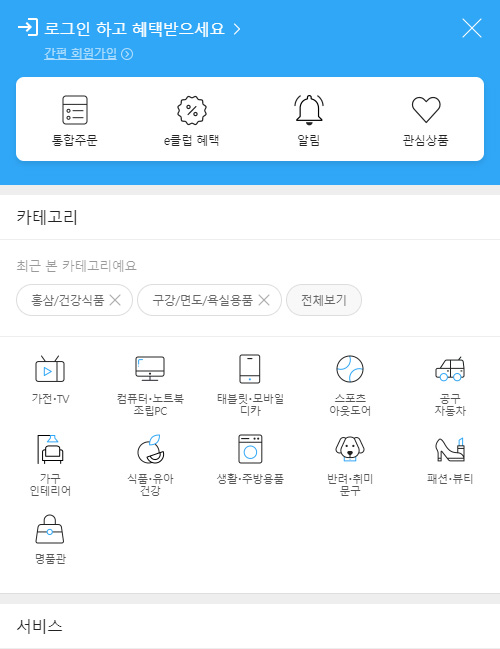 로그인 하고 혜택받으세요
간편 회원가입
통합주문 e클럽 혜택 알림 관심상품
카테고리
최근 본 카테고리예요
홍삼/건강식품 구강/면도/욕실용품 전체보기
가전·TV 컴퓨터·노트북 태블릿·모바일 스포츠 공구
조립PC 디카 아웃도어 자동차
가구 식품·유아 생활·주방용품 반려·취미 패션·뷰티
인테리어 건강 문구
명품관
서비스